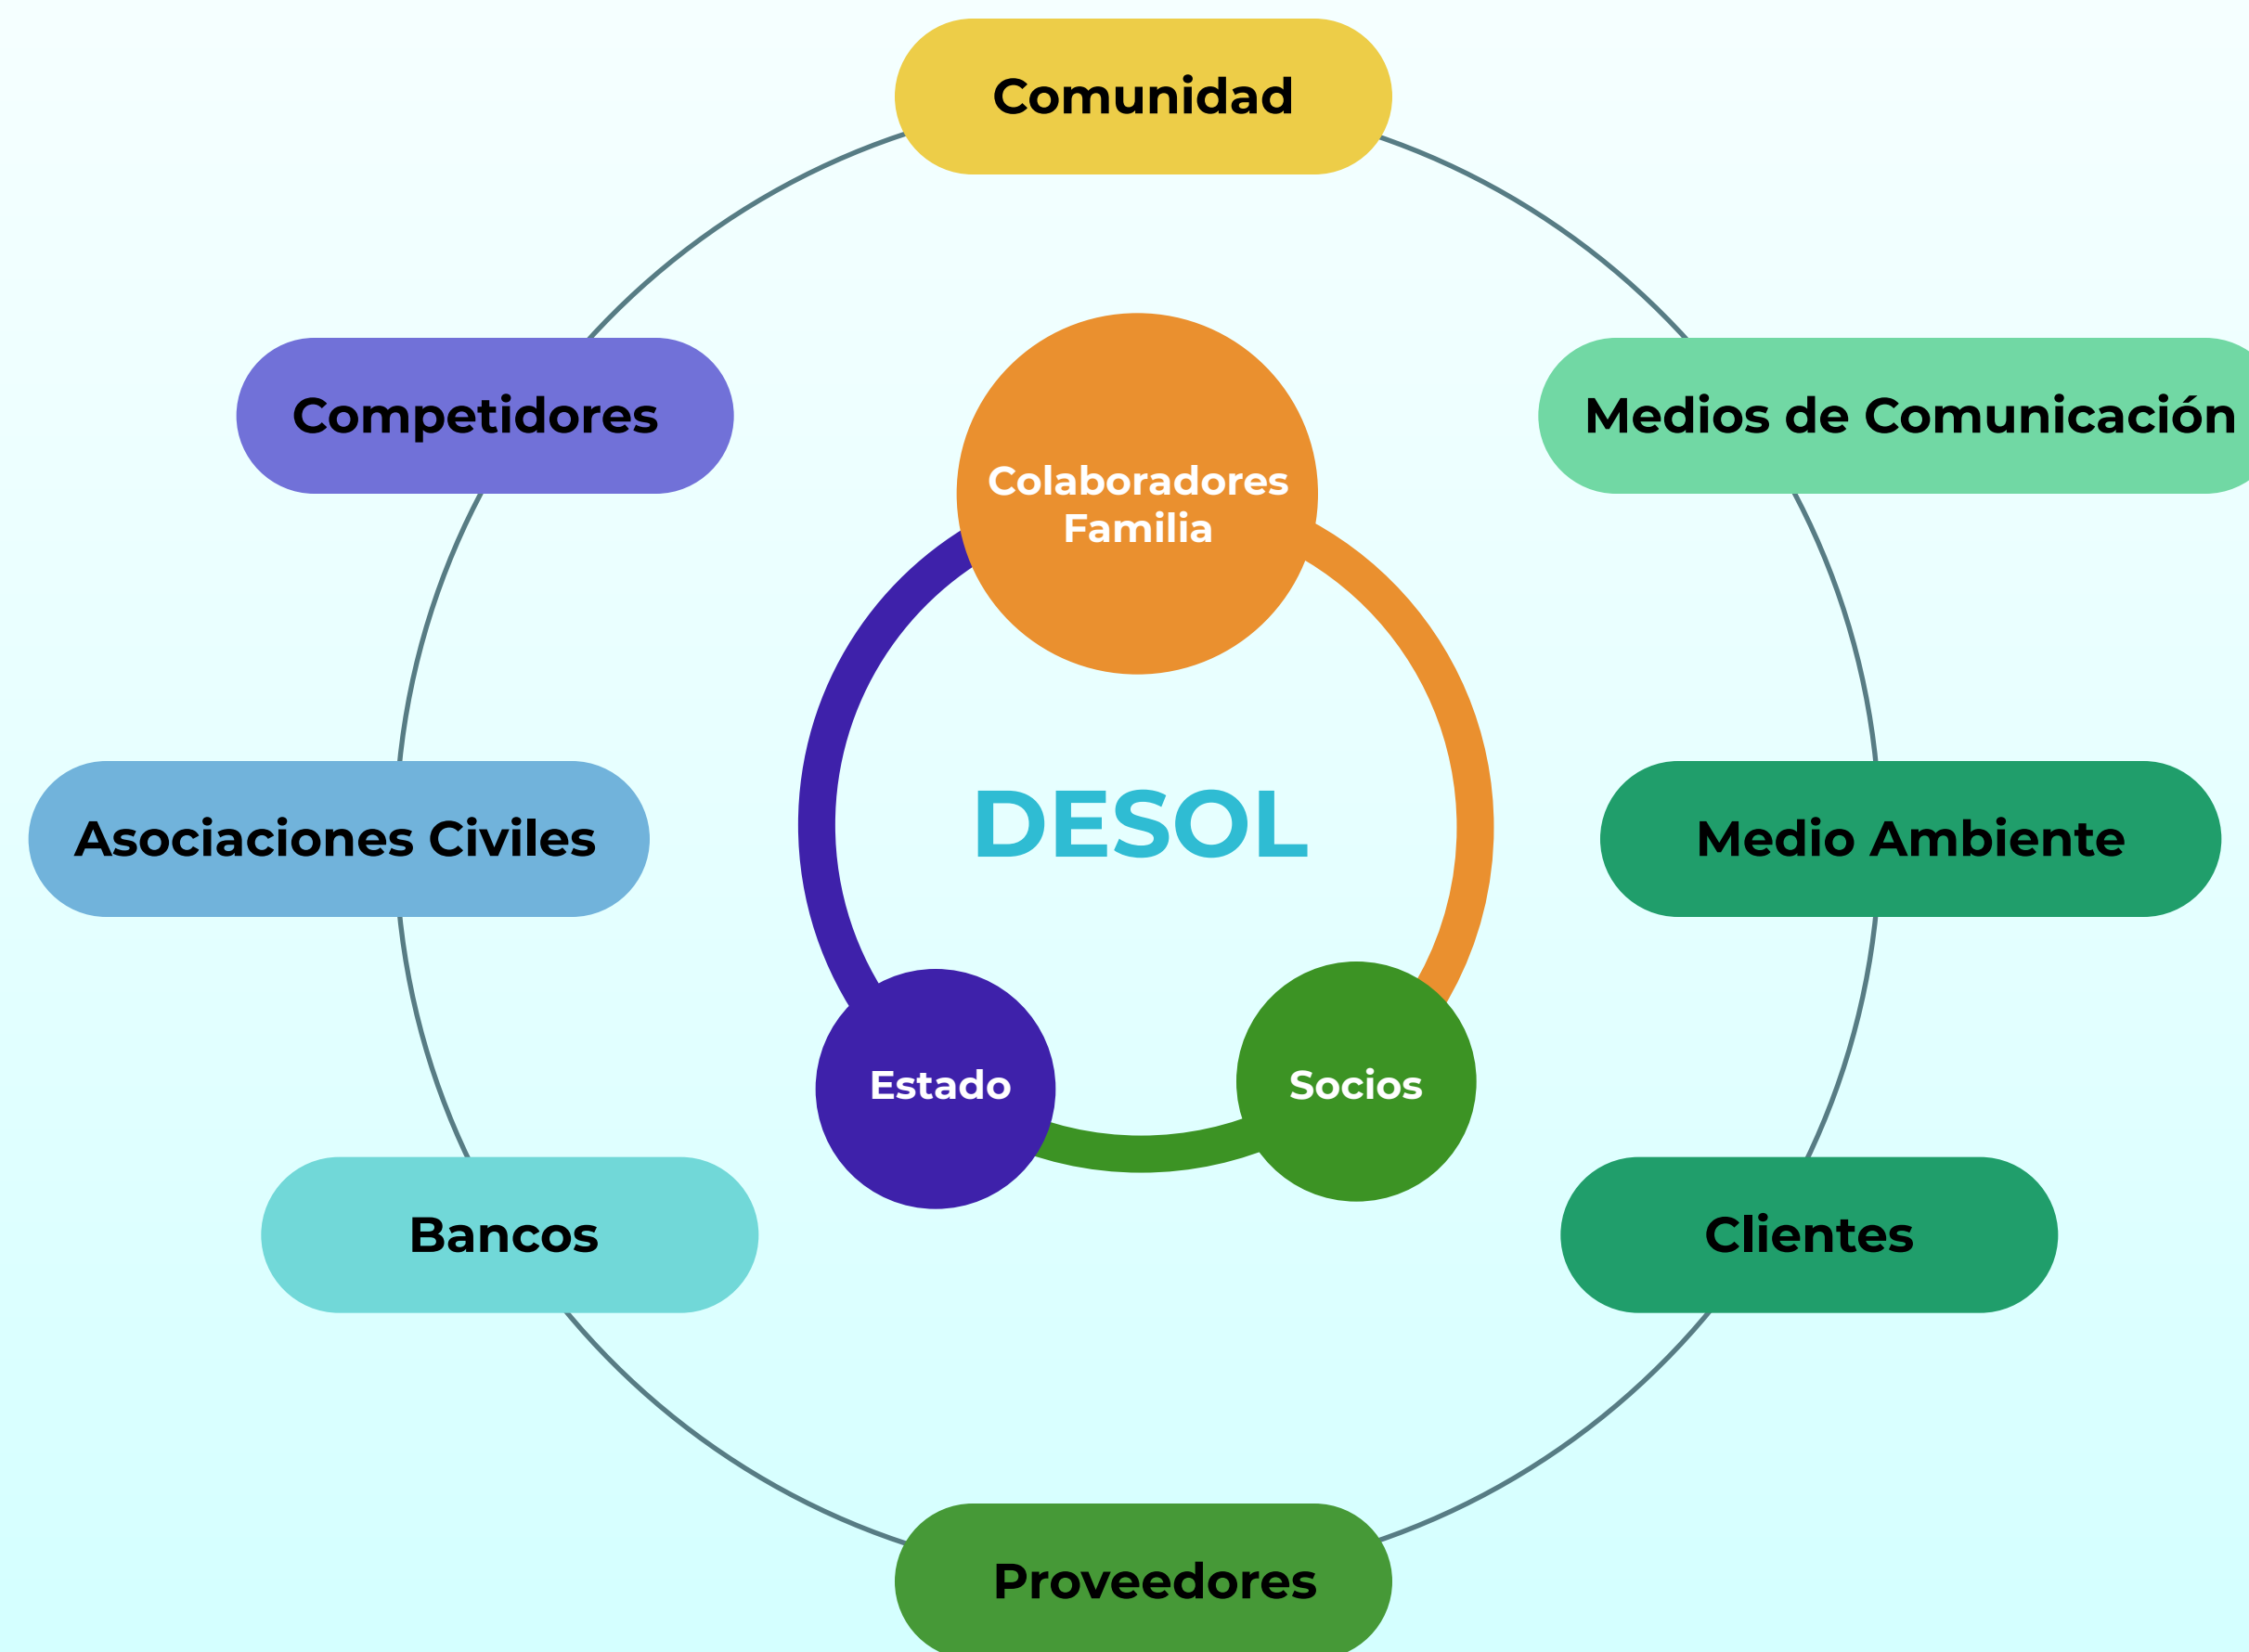 Comunidad
Competidores
Medios de Comunicación
Colaboradores
Familia
DESOL
Asociaciones Civiles
Medio Ambiente
Estado
Socios
Bancos
Clientes
Proveedores